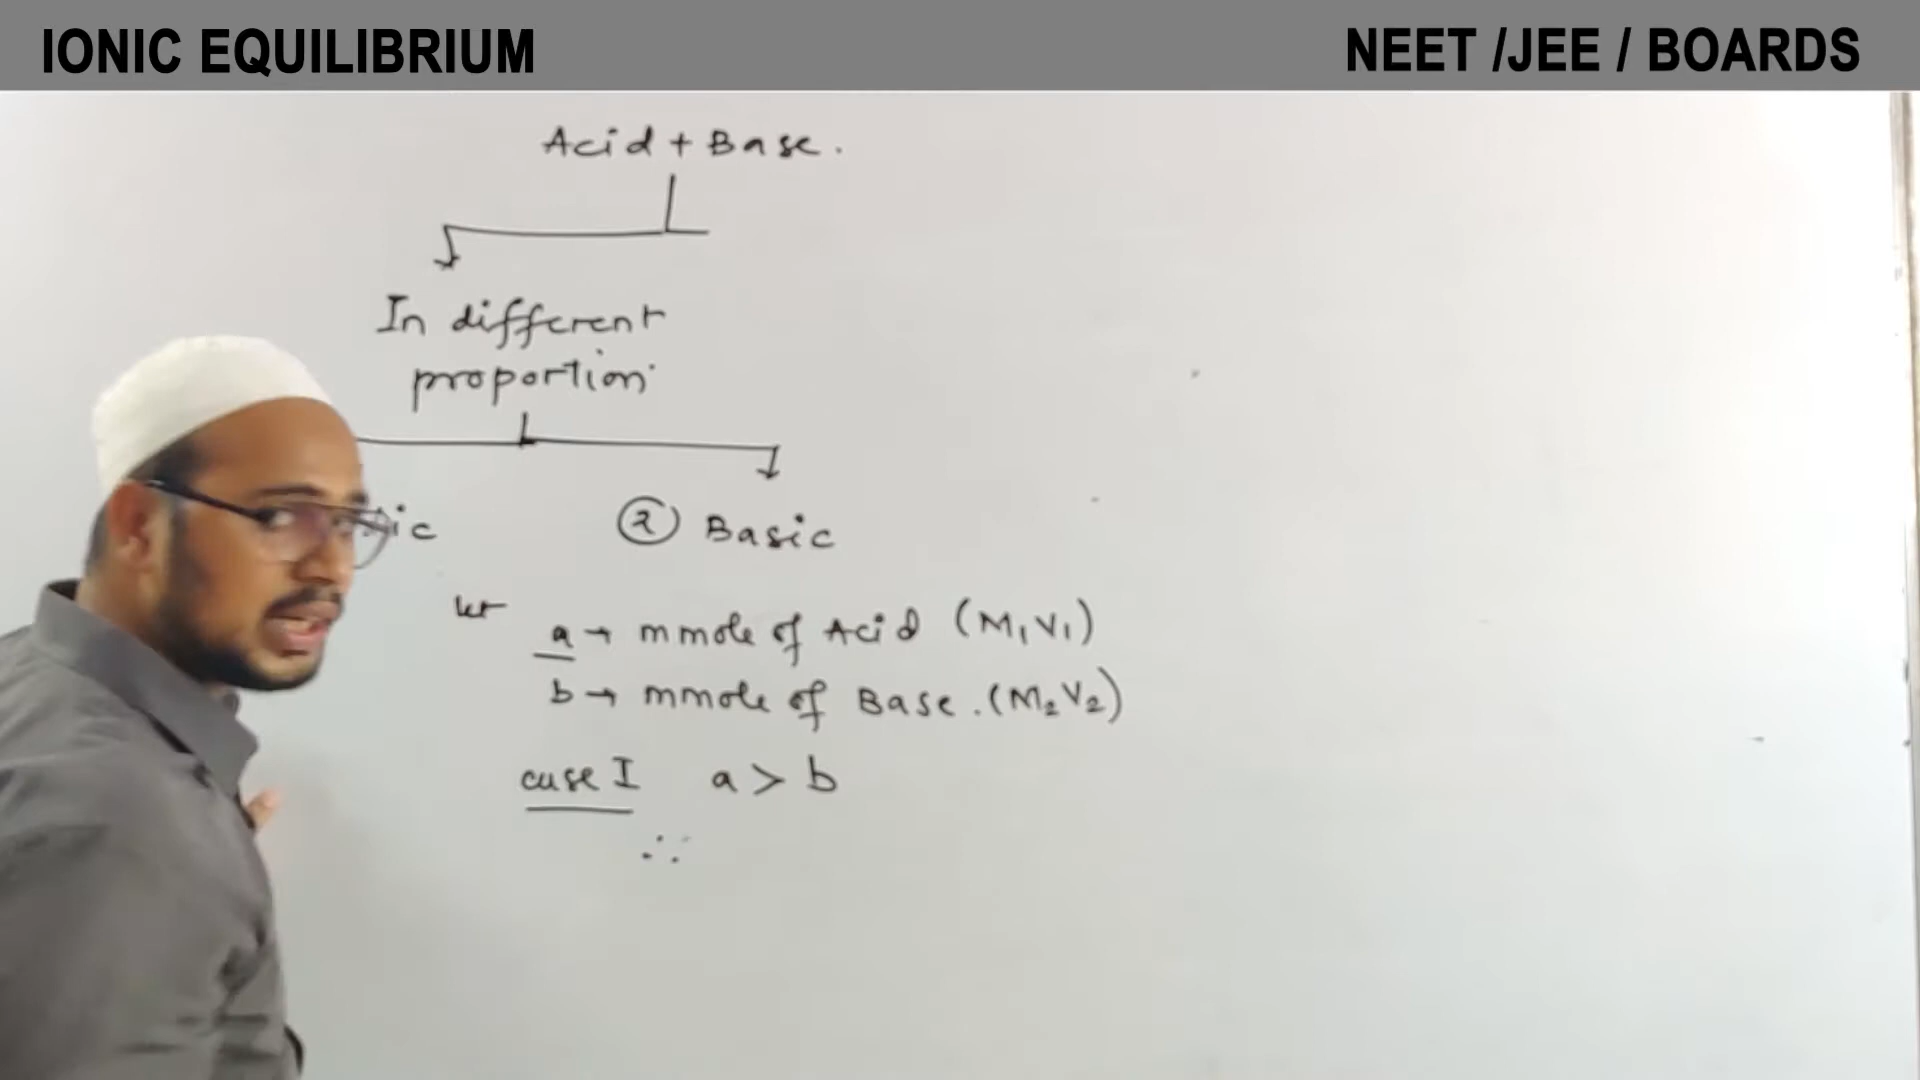 IONIC EQUILIBRIUM
NEET /JEE / BOARDS
Acid + Base.
In different
proportion
② Basic
let
a → mmole of Acid (M₁V₁)
b → mmole of Base. (M₂V₂)
case I a > b
∴